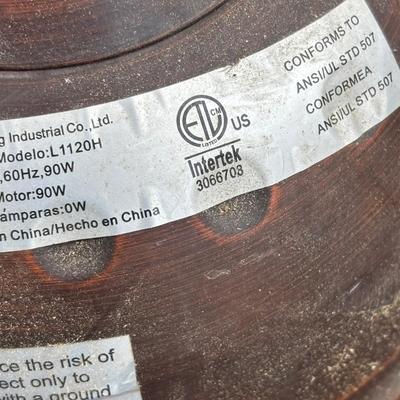 g Industrial Co.,Ltd.
Modelo:L1120H
,60Hz,90W
Motor:90W
ámparas:0W
n China/Hecho en China
ETL CM
LISTED
US
Intertek
3066708
CONFORMS TO
ANSI/UL STD 507
CONFORMEA
ANSI/UL STD 507
ce the risk of
ect only to
with a ground